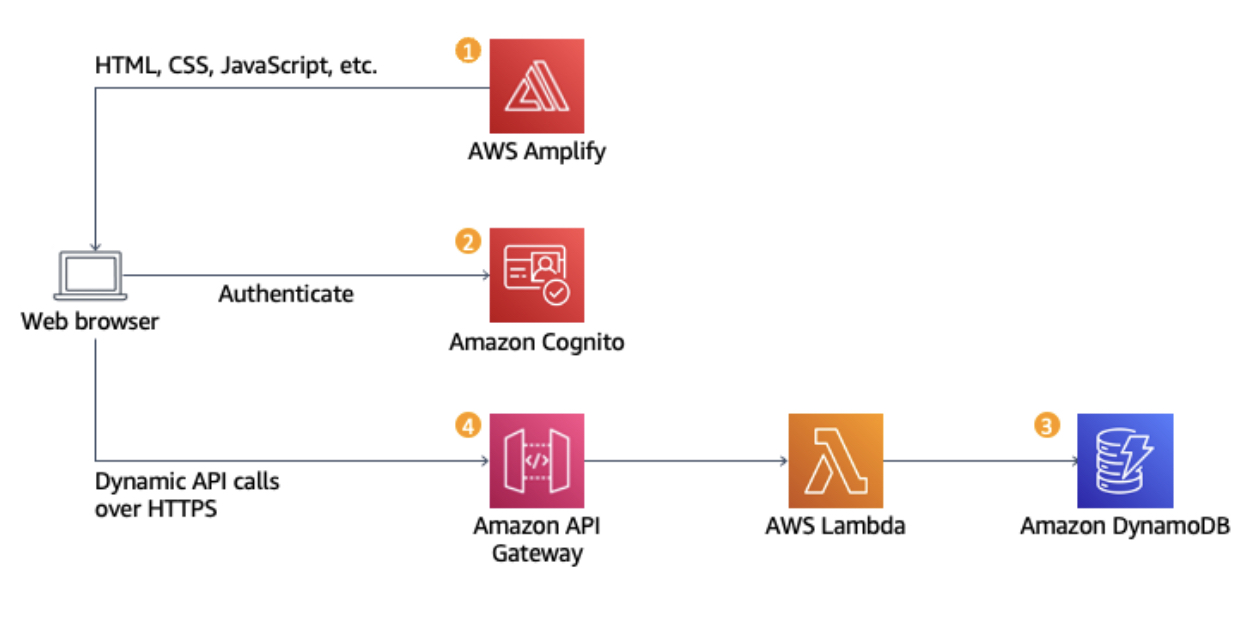 1
HTML, CSS, JavaScript, etc.
AWS Amplify
2
Authenticate
Web browser
Amazon Cognito
4
3
Dynamic API calls
over HTTPS
</>
Amazon API
Gateway
AWS Lambda
Amazon DynamoDB